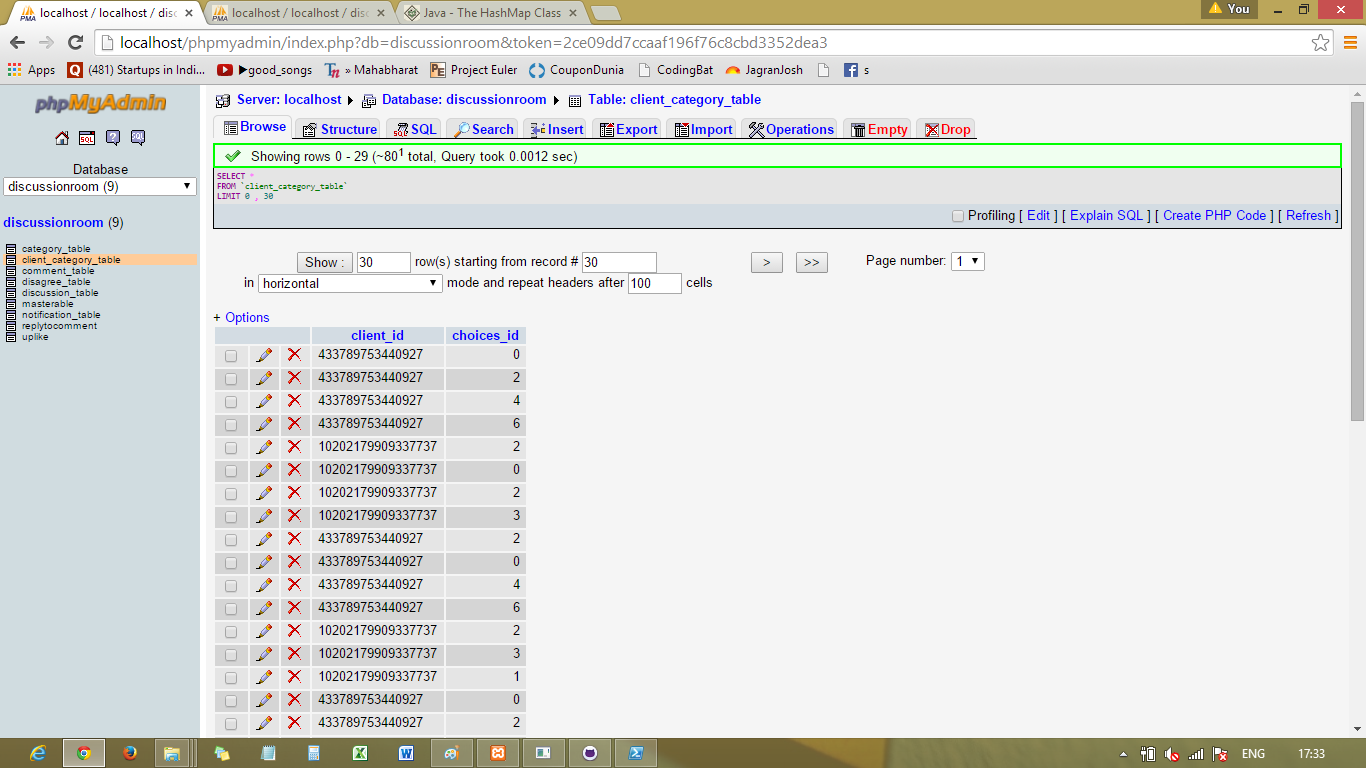 localhost / localhost / disc
localhost / localhost / disc
Java - The HashMap Class
You
localhost/phpmyadmin/index.php?db=discussionroom&token=2ce09dd7ccaaf196f76c8cbd3352dea3
Apps
(481) Startups in Indi...
►good_songs
» Mahabharat
Project Euler
CouponDunia
CodingBat
JagranJosh
s
phpMyAdmin
SQL
Database
discussionroom (9)
discussionroom (9)
category_table
client_category_table
comment_table
disagree_table
discussion_table
masterable
notification_table
replytocomment
uplike
Server: localhost ▶ Database: discussionroom ▶ Table: client_category_table
Browse Structure SQL Search Insert Export Import Operations Empty Drop
Showing rows 0 - 29 (~80¹ total, Query took 0.0012 sec)
SELECT *
FROM `client_category_table`
LIMIT 0 , 30
Profiling [ Edit ] [ Explain SQL ] [ Create PHP Code ] [ Refresh ]
Show : 30 row(s) starting from record # 30 > >> Page number: 1
in horizontal mode and repeat headers after 100 cells
+ Options
client_id choices_id
433789753440927 0
433789753440927 2
433789753440927 4
433789753440927 6
10202179909337737 2
10202179909337737 0
10202179909337737 2
10202179909337737 3
433789753440927 2
433789753440927 0
433789753440927 4
433789753440927 6
10202179909337737 2
10202179909337737 3
10202179909337737 1
433789753440927 0
433789753440927 2
ENG 17:33